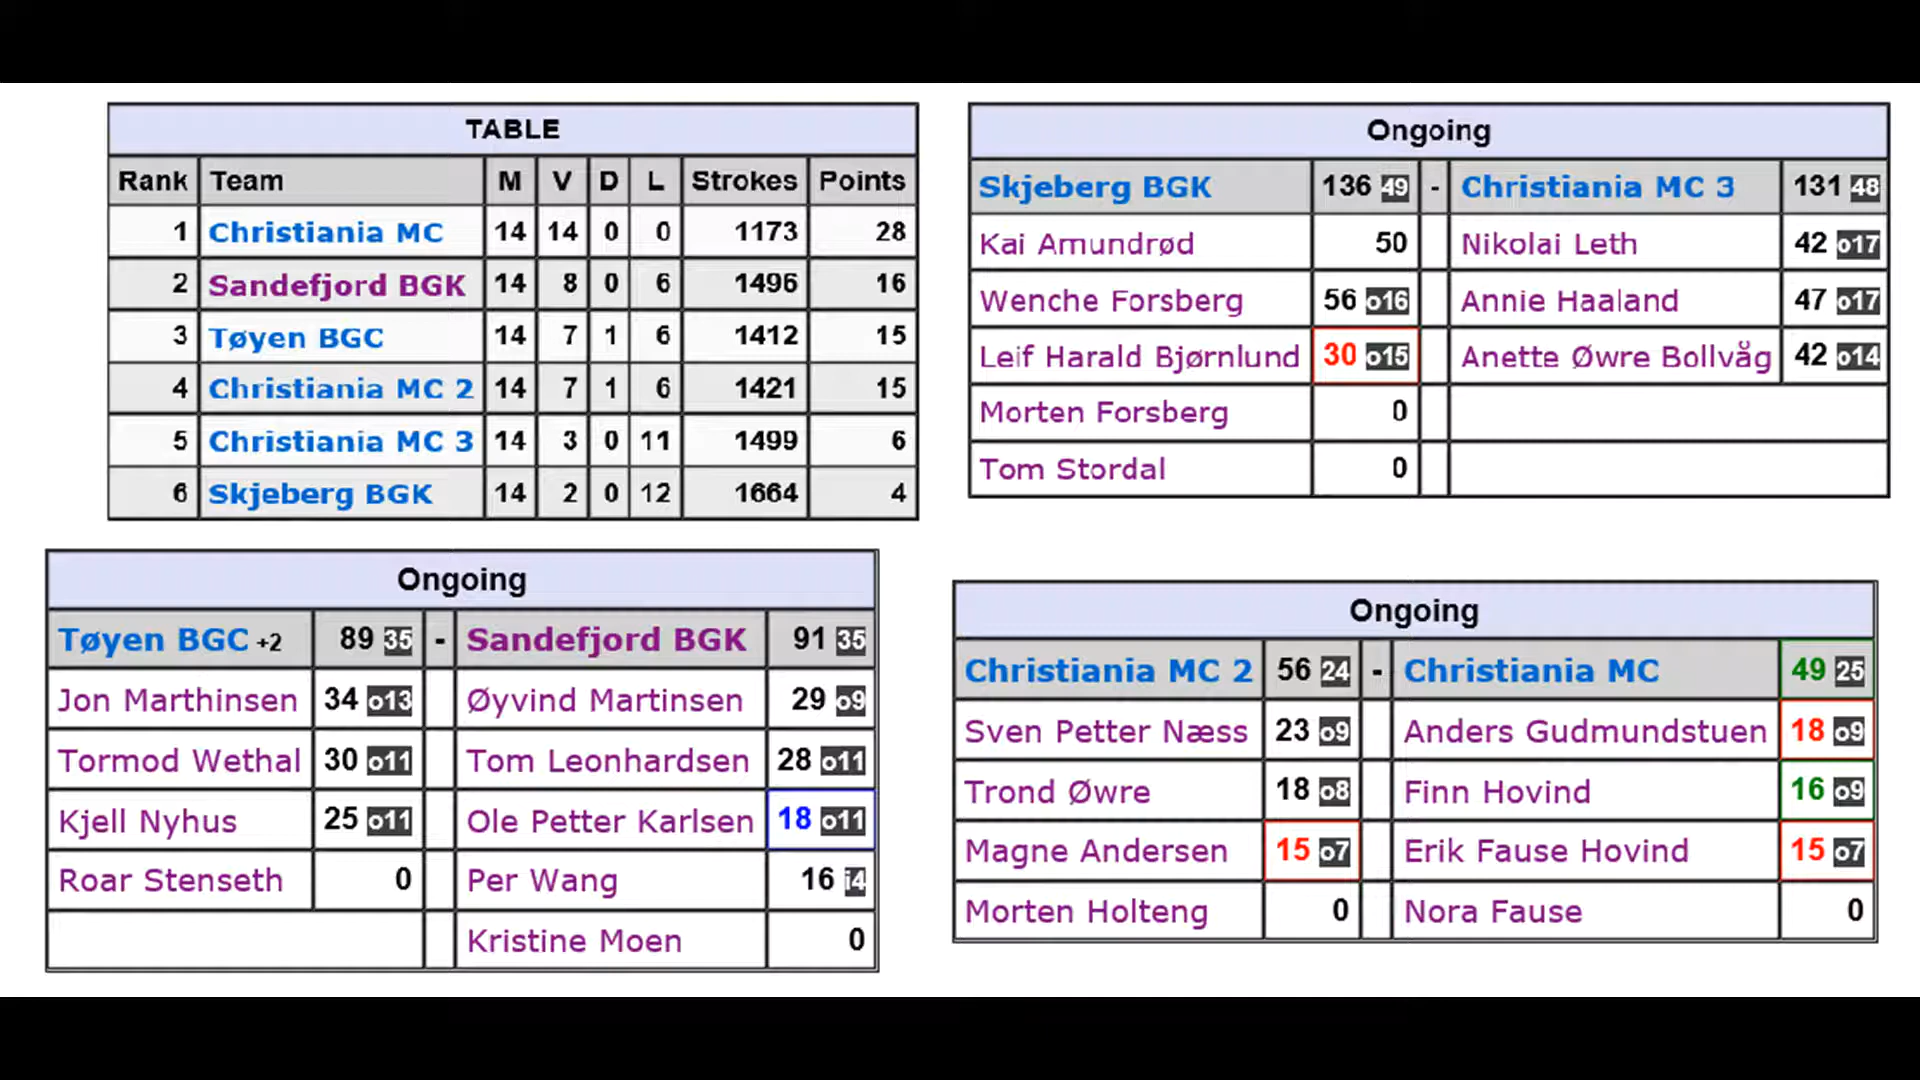 TABLE
Rank Team M V D L Strokes Points
1 Christiania MC 14 14 0 0 1173 28
2 Sandefjord BGK 14 8 0 6 1496 16
3 Tøyen BGC 14 7 1 6 1412 15
4 Christiania MC 2 14 7 1 6 1421 15
5 Christiania MC 3 14 3 0 11 1499 6
6 Skjeberg BGK 14 2 0 12 1664 4
Ongoing
Skjeberg BGK 136 49 - Christiania MC 3 131 48
Kai Amundrød 50 Nikolai Leth 42 o17
Wenche Forsberg 56 o16 Annie Haaland 47 o17
Leif Harald Bjørnlund 30 o15 Anette Øwre Bollvåg 42 o14
Morten Forsberg 0
Tom Stordal 0
Ongoing
Tøyen BGC +2 89 35 - Sandefjord BGK 91 35
Jon Marthinsen 34 o13 Øyvind Martinsen 29 o9
Tormod Wethal 30 o11 Tom Leonhardsen 28 o11
Kjell Nyhus 25 o11 Ole Petter Karlsen 18 o11
Roar Stenseth 0 Per Wang 16 i4
Kristine Moen 0
Ongoing
Christiania MC 2 56 24 - Christiania MC 49 25
Sven Petter Næss 23 o9 Anders Gudmundstuen 18 o9
Trond Øwre 18 o8 Finn Hovind 16 o9
Magne Andersen 15 o7 Erik Fause Hovind 15 o7
Morten Holteng 0 Nora Fause 0